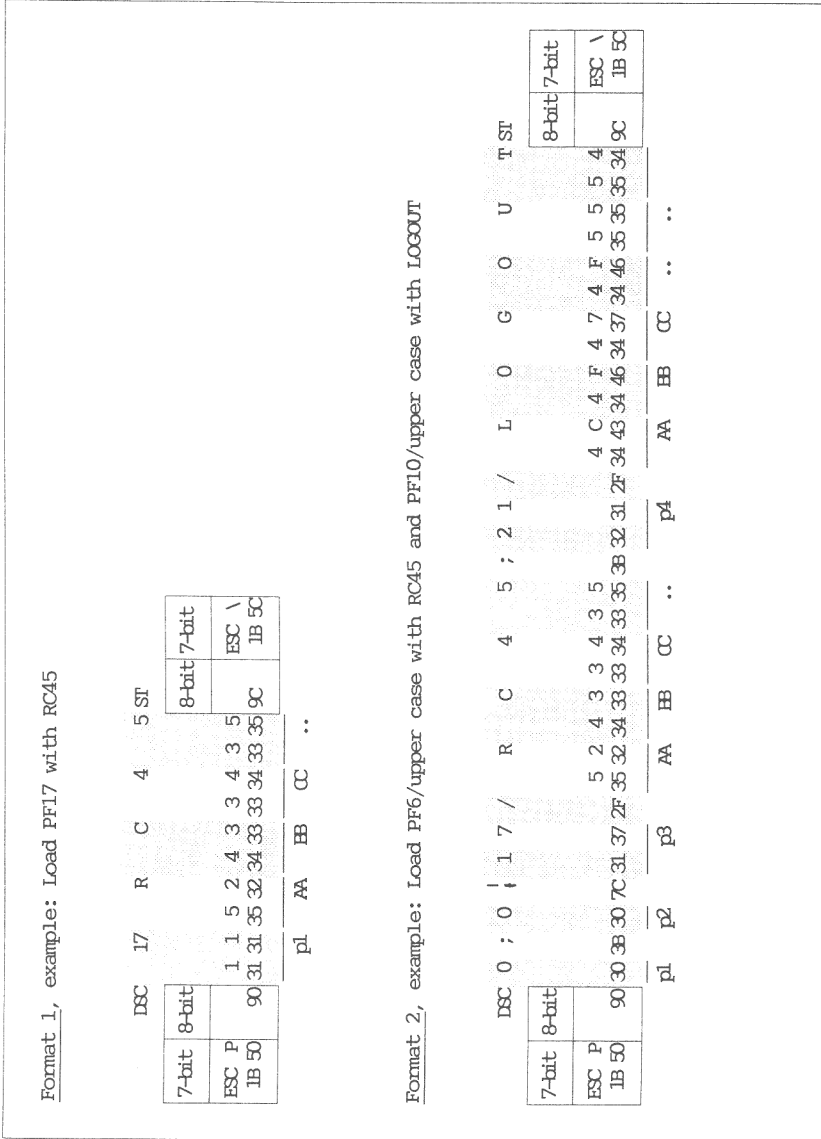 Format 1, example: Load PF17 with RC45
DSC 17 R C 4 5 ST
7-bit 8-bit 8-bit 7-bit
ESC P 1 1 5 2 4 3 3 4 3 5 ESC \
1B 50 90 31 31 35 32 34 33 33 34 33 35 9C 1B 5C
p1 AA BB CC ..
Format 2, example: Load PF6/upper case with RC45 and PF10/upper case with LOGOUT
DSC 0 ; 0 ¦ 17 / R C 4 5 ; 21 / L O G O U T ST
7-bit 8-bit 8-bit 7-bit
ESC P 5 2 4 3 3 4 3 5 4 C 4 F 4 7 4 F 5 5 5 4 ESC \
1B 50 90 30 3B 30 7C 31 37 2F 35 32 34 33 33 34 33 35 3B 32 31 2F 34 43 34 46 34 37 34 46 35 35 35 34 9C 1B 5C
p1 p2 p3 AA BB CC .. p4 AA BB CC .. ..